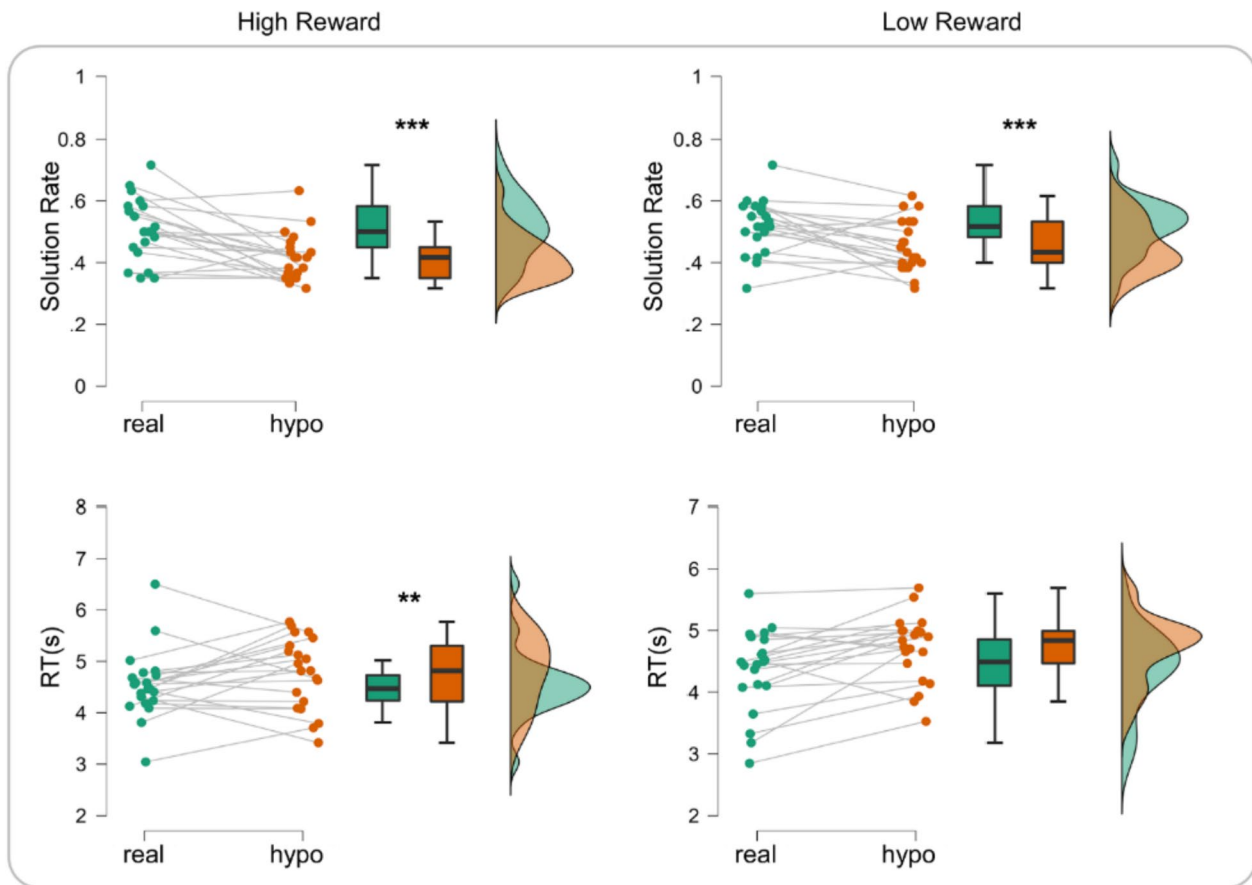 High Reward
Low Reward
Solution Rate
1
0.8
.6
.4
.2
0
***
real
hypo
Solution Rate
1
0.8
.6
.4
.2
0
***
real
hypo
RT(s)
8
7
6
5
4
3
2
**
real
hypo
RT(s)
7
6
5
4
3
2
real
hypo